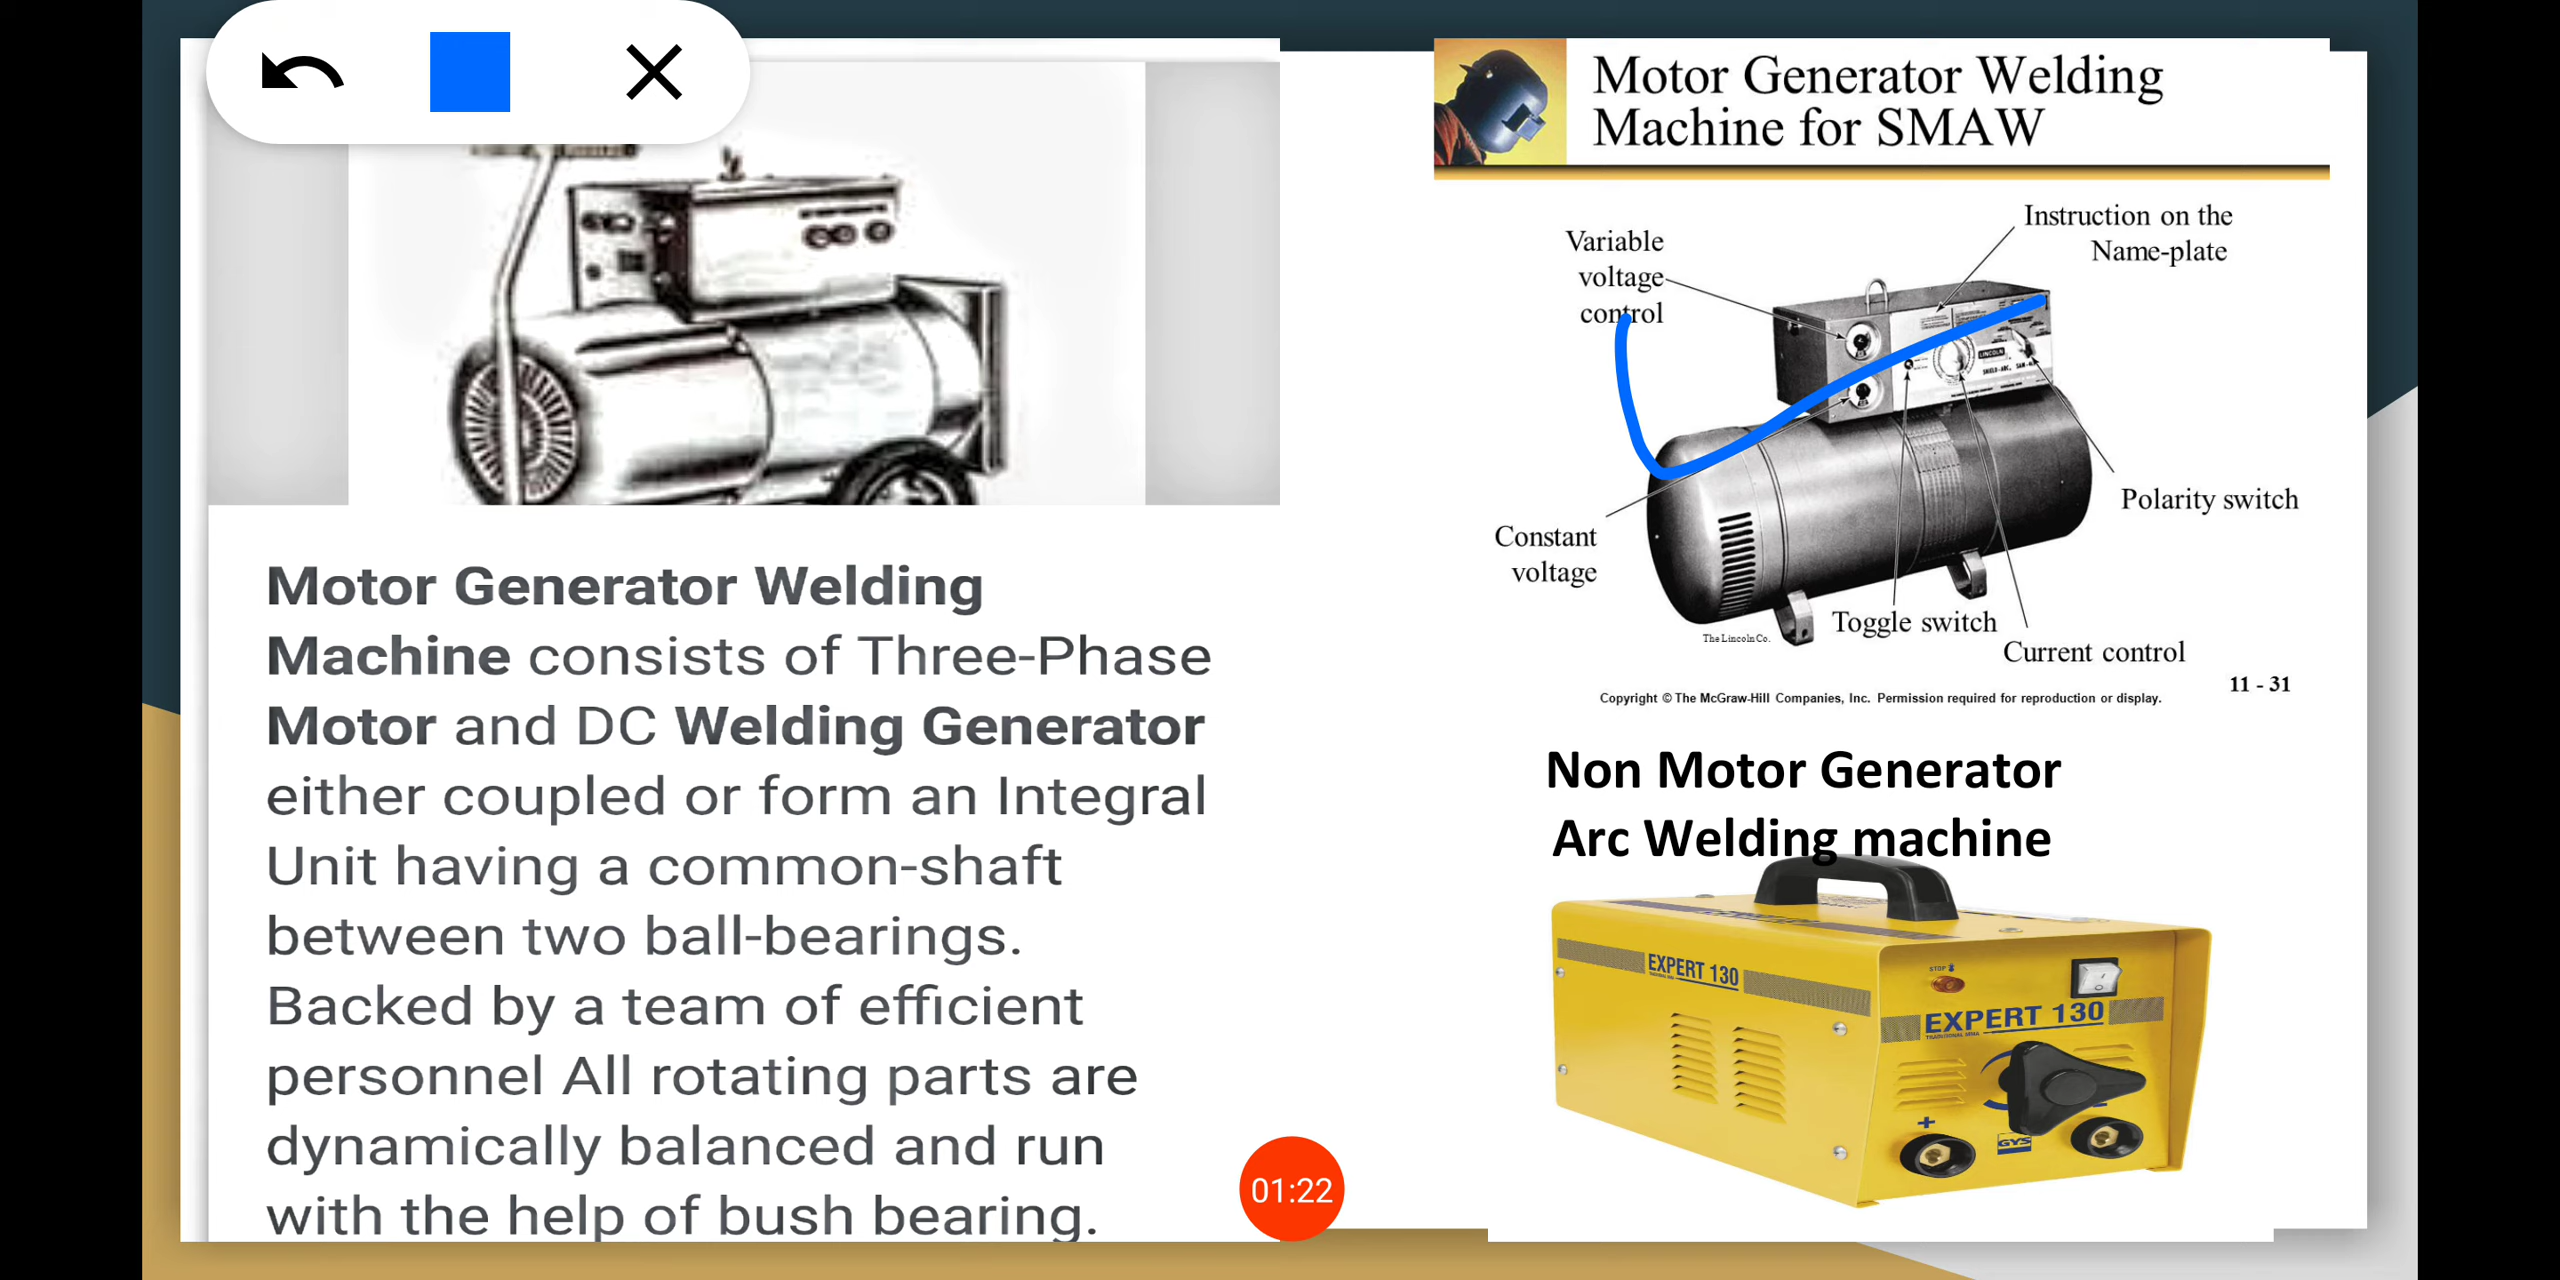 Motor Generator Welding
Machine consists of Three-Phase
Motor and DC Welding Generator
either coupled or form an Integral
Unit having a common-shaft
between two ball-bearings.
Backed by a team of efficient
personnel All rotating parts are
dynamically balanced and run
with the help of bush bearing.
01:22
Motor Generator Welding
Machine for SMAW
Instruction on the
Name-plate
Variable
voltage
control
LINCOLN
Polarity switch
Constant
voltage
Toggle switch
The Lincoln Co.
Current control
11 - 31
Copyright © The McGraw-Hill Companies, Inc. Permission required for reproduction or display.
Non Motor Generator
Arc Welding machine
EXPERT 130
STOP
EXPERT 130
TRADITIONAL MMA
+
GYS